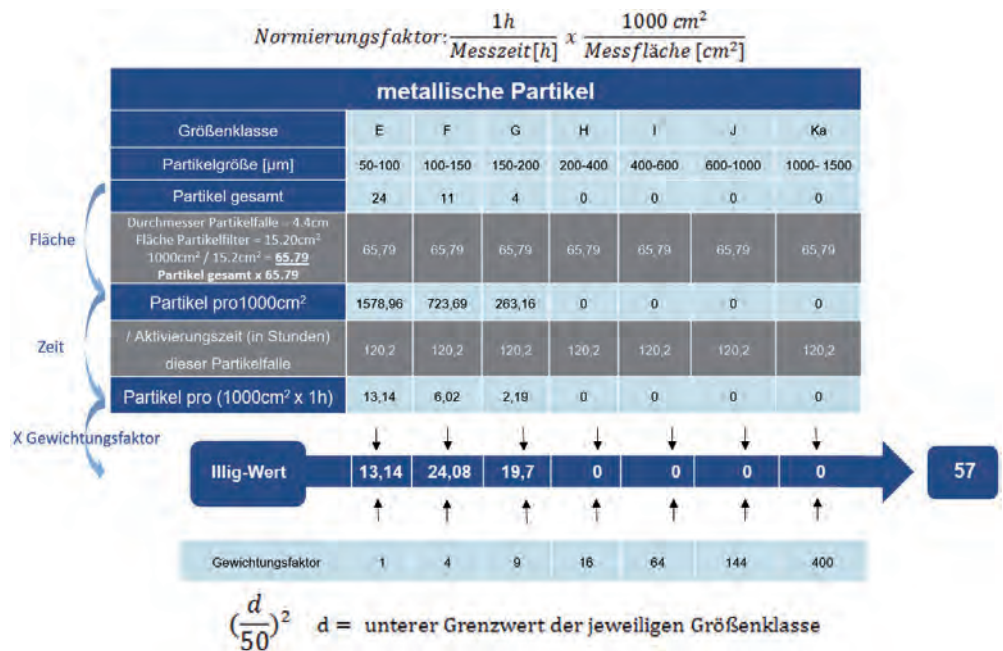 Normierungsfaktor: 1h / Messzeit[h] x 1000 cm² / Messfläche [cm²]
metallische Partikel
Größenklasse E F G H I J Ka
Partikelgröße [µm] 50-100 100-150 150-200 200-400 400-600 600-1000 1000- 1500
Partikel gesamt 24 11 4 0 0 0 0
Fläche
Durchmesser Partikelfalle = 4.4cm
Fläche Partikelfilter = 15.20cm²
1000cm² / 15.2cm² = 65.79
Partikel gesamt x 65.79
65,79 65,79 65,79 65,79 65,79 65,79 65,79
Partikel pro1000cm² 1578,96 723,69 263,16 0 0 0 0
Zeit
/ Aktivierungszeit (in Stunden)
dieser Partikelfalle
120,2 120,2 120,2 120,2 120,2 120,2 120,2
Partikel pro (1000cm² x 1h) 13,14 6,02 2,19 0 0 0 0
X Gewichtungsfaktor
Illig-Wert 13,14 24,08 19,7 0 0 0 0 57
Gewichtungsfaktor 1 4 9 16 64 144 400
(d/50)² d = unterer Grenzwert der jeweiligen Größenklasse